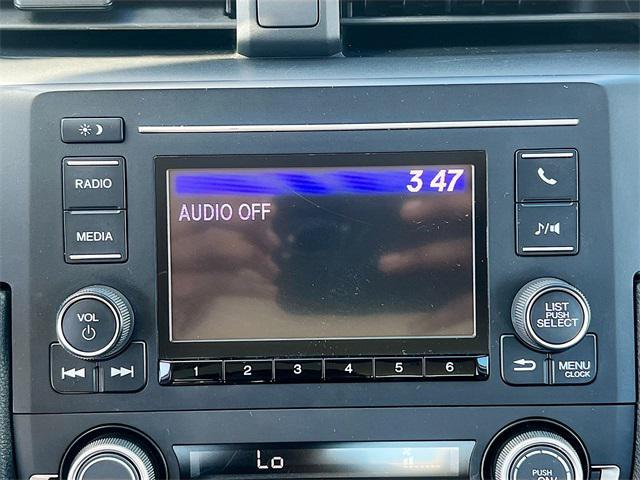 3 47
AUDIO OFF
RADIO
MEDIA
VOL
LIST
PUSH
SELECT
MENU
CLOCK
1 2 3 4 5 6
Lo
PUSH